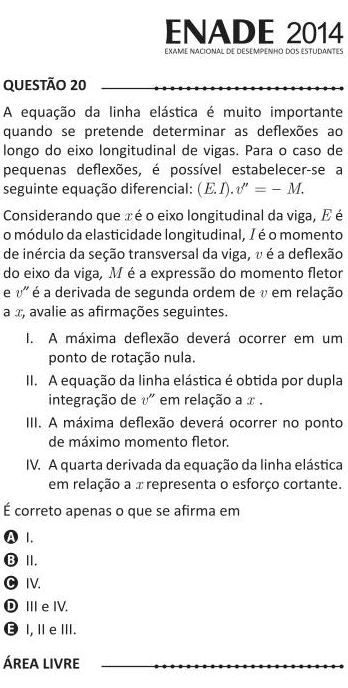 ENADE 2014
EXAME NACIONAL DE DESEMPENHO DOS ESTUDANTES
QUESTÃO 20
A equação da linha elástica é muito importante
quando se pretende determinar as deflexões ao
longo do eixo longitudinal de vigas. Para o caso de
pequenas deflexões, é possível estabelecer-se a
seguinte equação diferencial: (E.I).v″ = − M.
Considerando que x é o eixo longitudinal da viga, E é
o módulo da elasticidade longitudinal, I é o momento
de inércia da seção transversal da viga, v é a deflexão
do eixo da viga, M é a expressão do momento fletor
e v″ é a derivada de segunda ordem de v em relação
a x, avalie as afirmações seguintes.
I. A máxima deflexão deverá ocorrer em um
ponto de rotação nula.
II. A equação da linha elástica é obtida por dupla
integração de v″ em relação a x .
III. A máxima deflexão deverá ocorrer no ponto
de máximo momento fletor.
IV. A quarta derivada da equação da linha elástica
em relação a x representa o esforço cortante.
É correto apenas o que se afirma em
A I.
B II.
C IV.
D III e IV.
E I, II e III.
ÁREA LIVRE